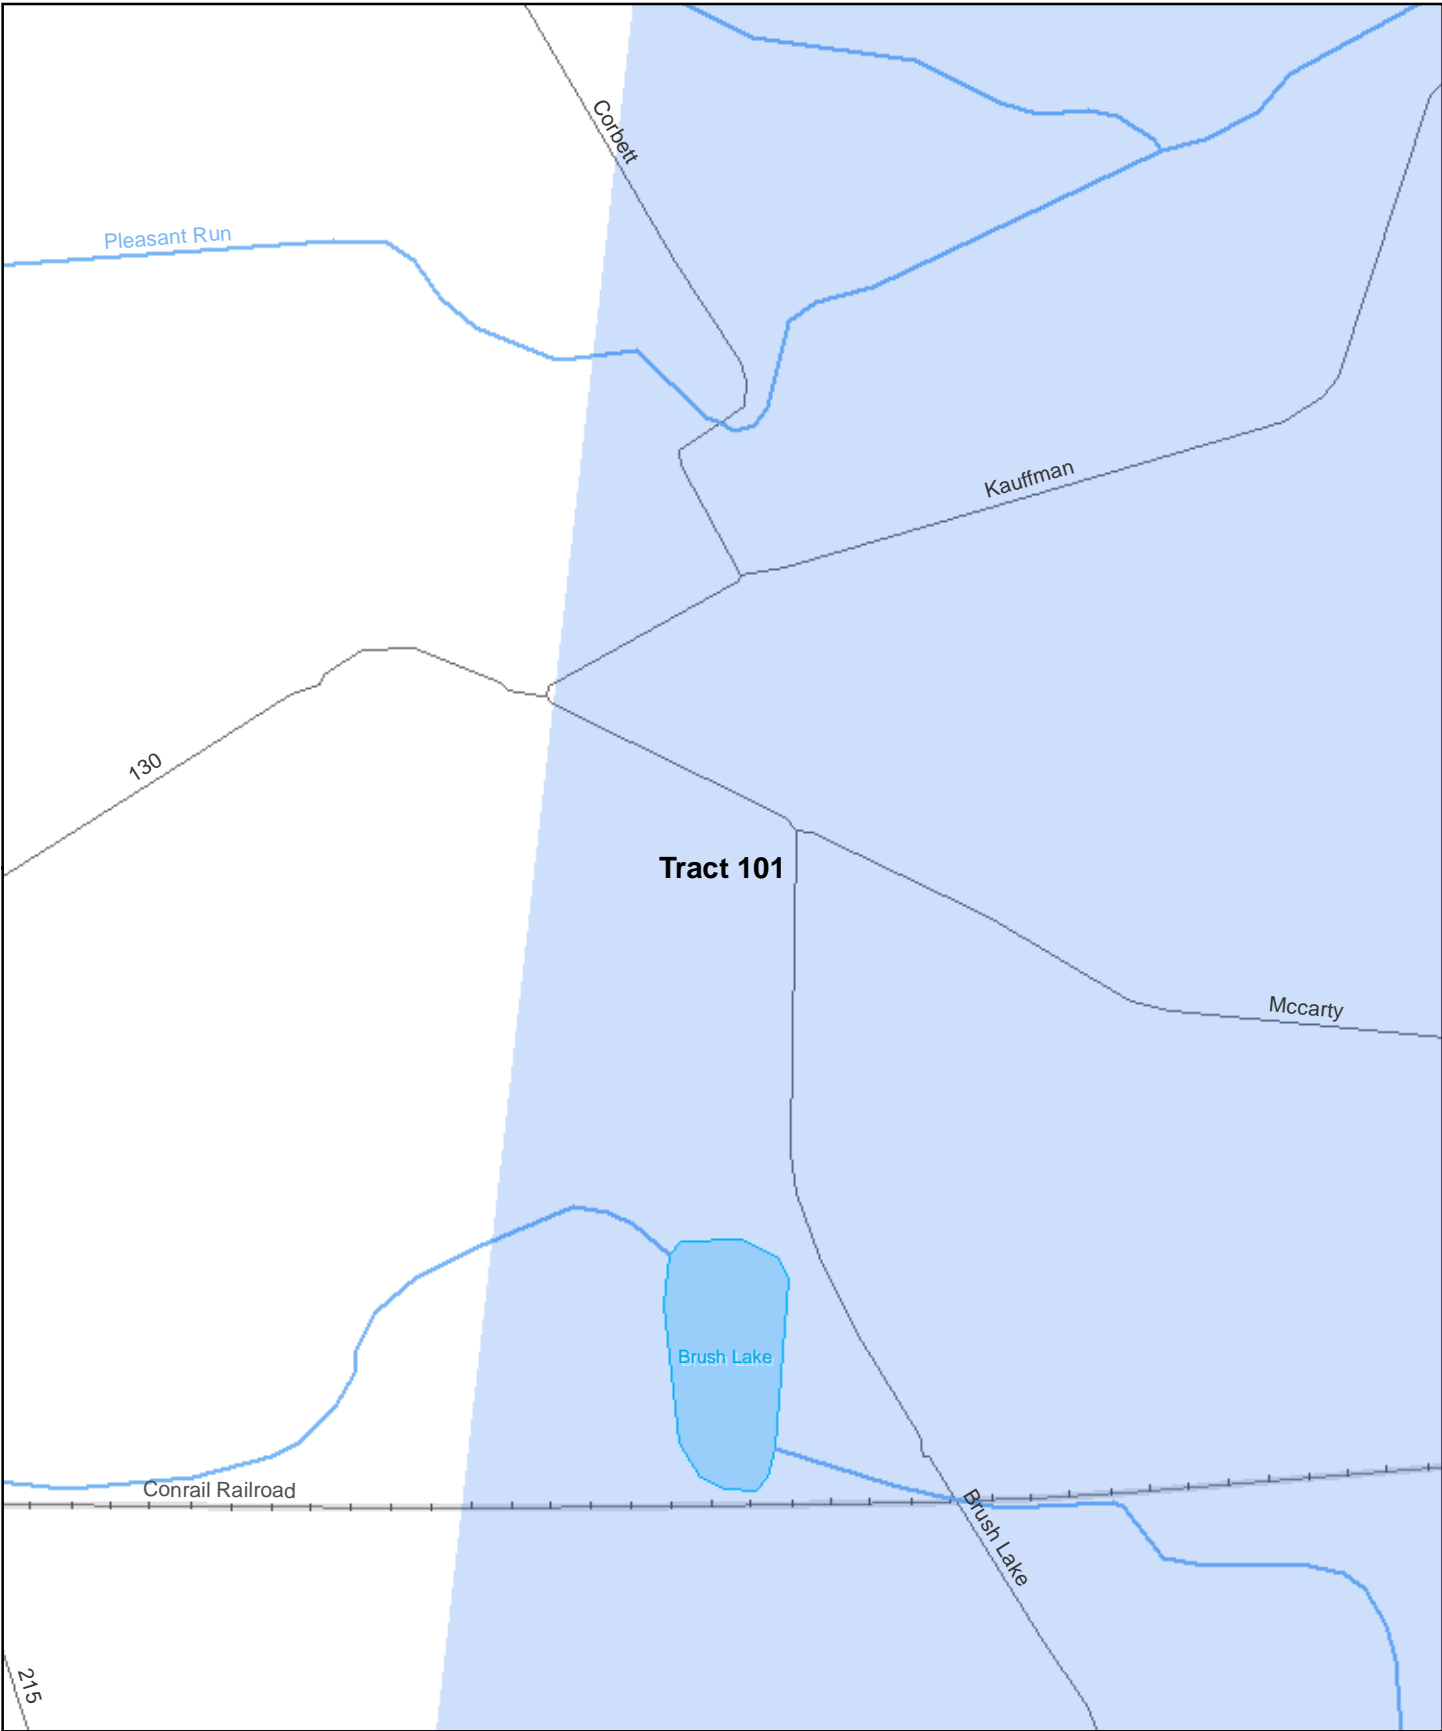 Corbett
Pleasant Run
Kauffman
130
Tract 101
Mccarty
Brush Lake
Conrail Railroad
Brush Lake
215